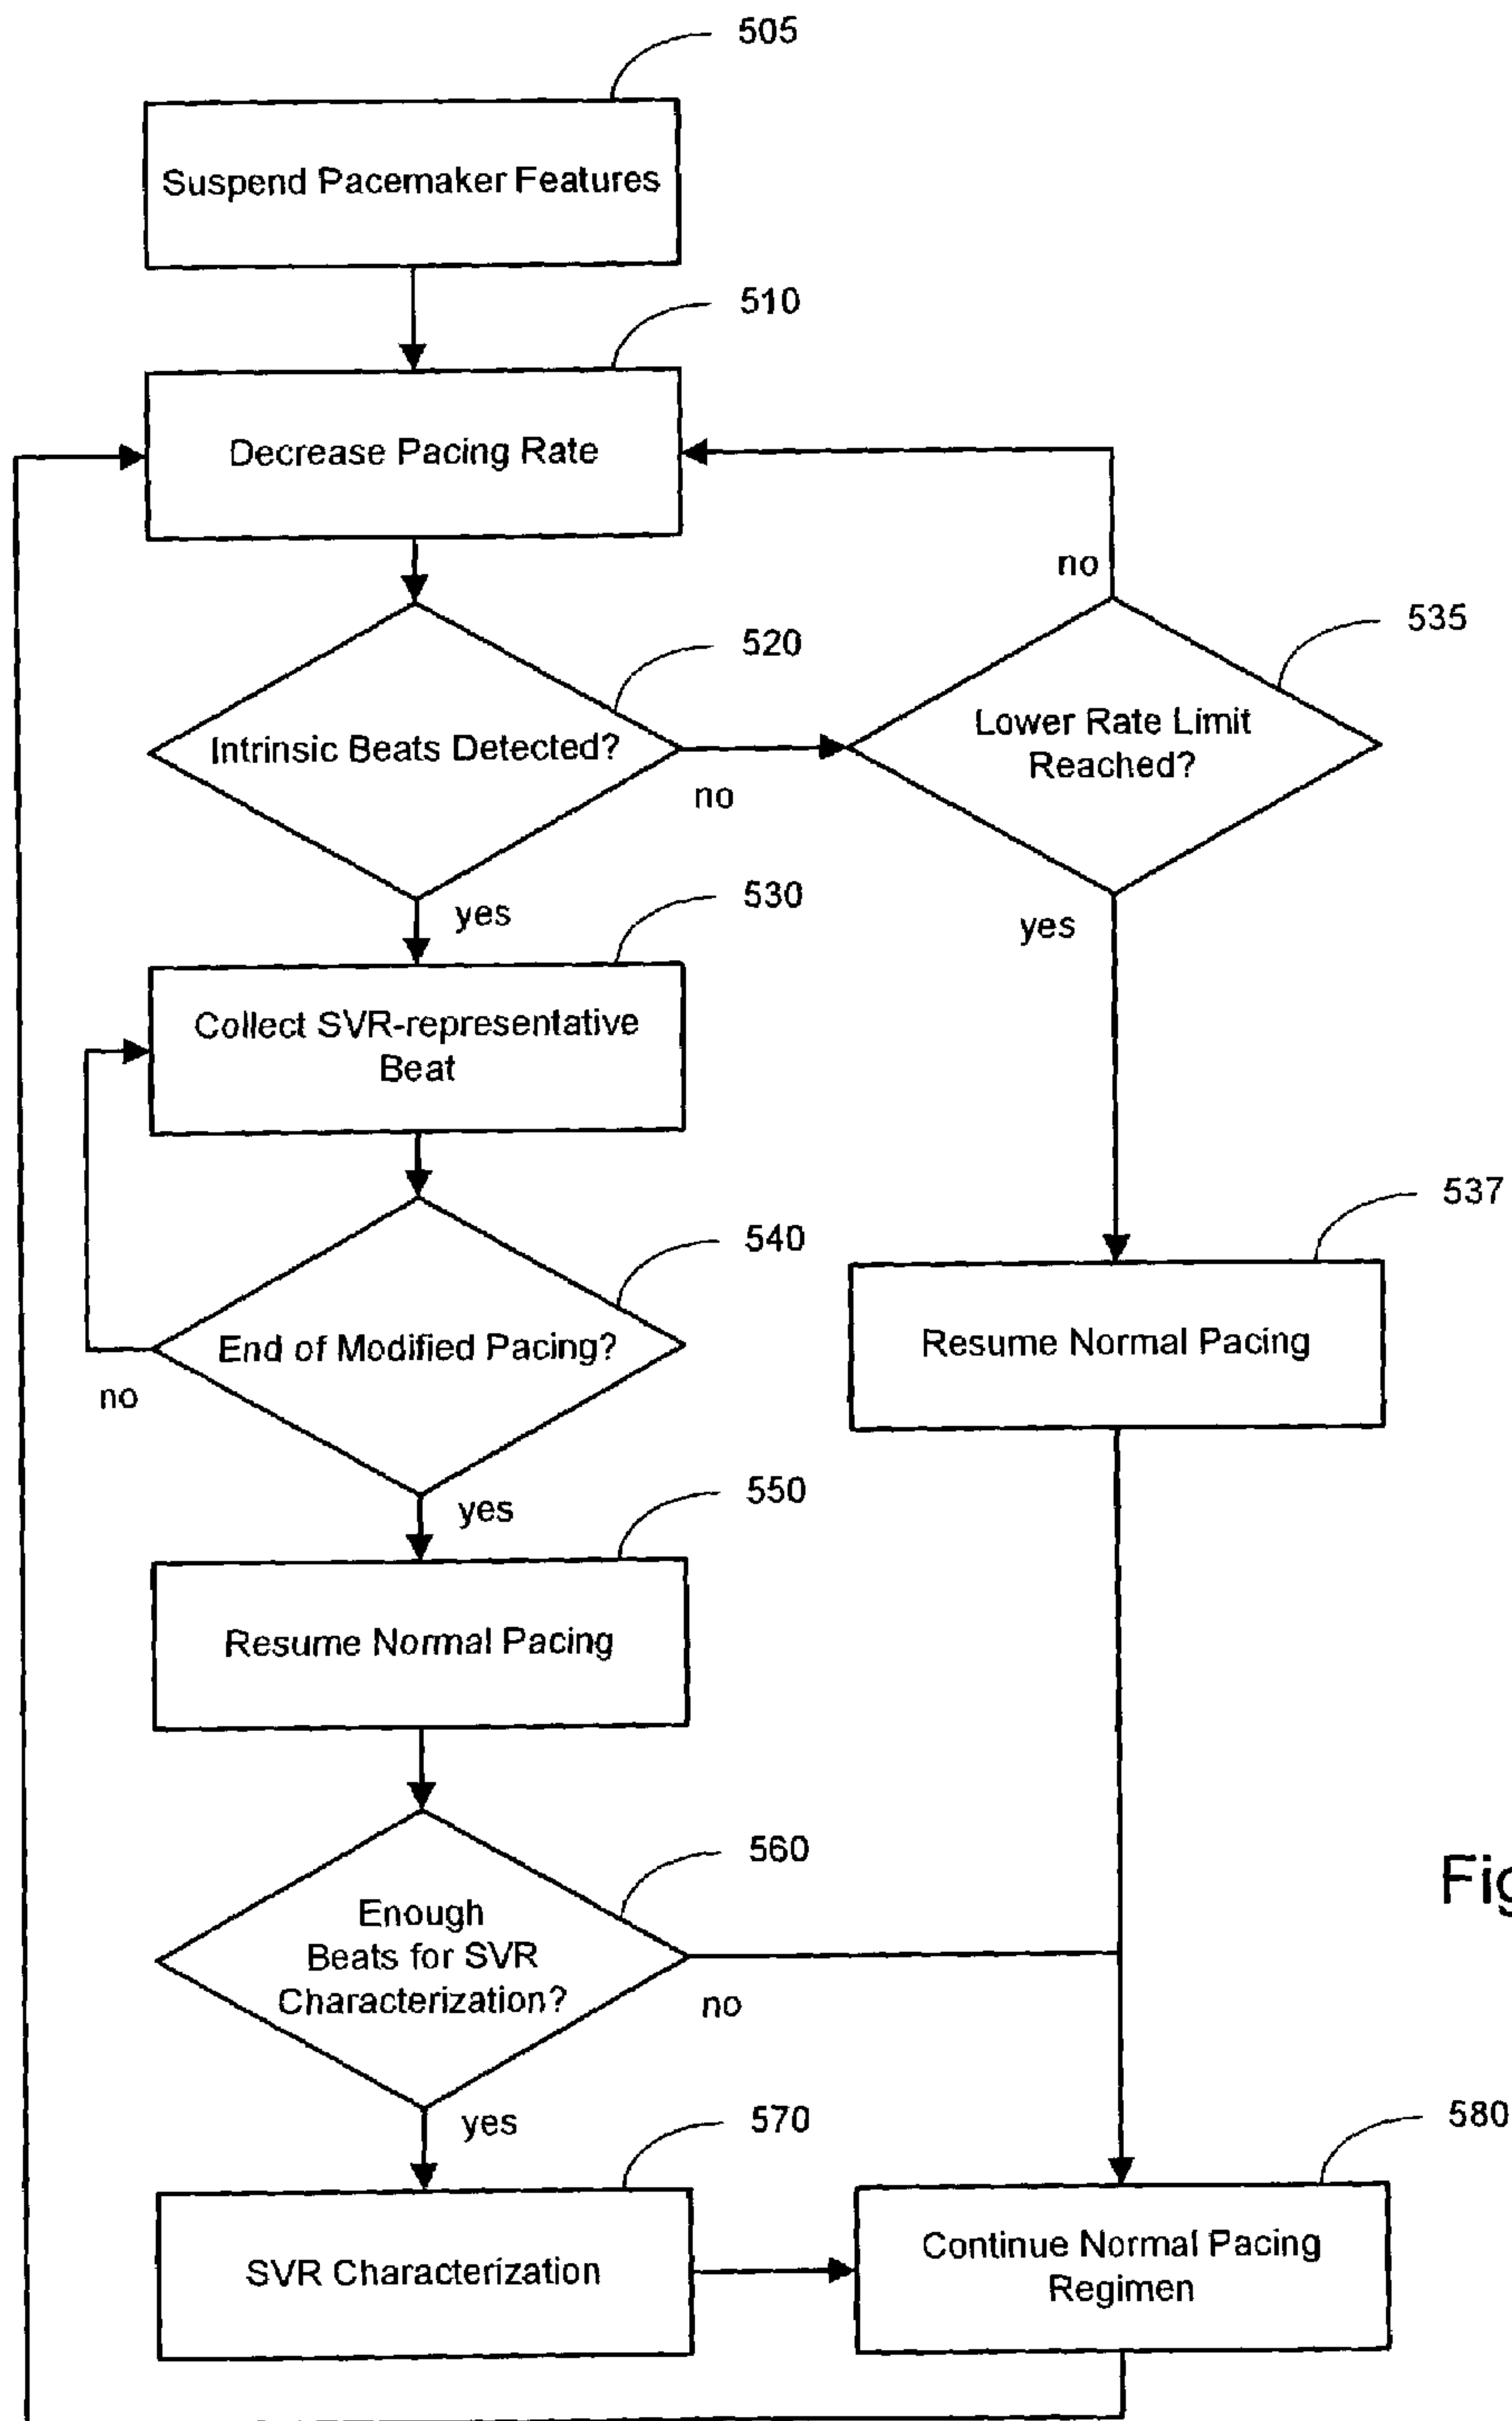 505
Suspend Pacemaker Features
510
Decrease Pacing Rate
no
520
535
Intrinsic Beats Detected?
Lower Rate Limit
Reached?
no
530
yes
yes
Collect SVR-representative
Beat
537
540
End of Modified Pacing?
Resume Normal Pacing
no
550
yes
Resume Normal Pacing
560
Fig
Enough
Beats for SVR
Characterization?
no
570
580
yes
SVR Characterization
Continue Normal Pacing
Regimen